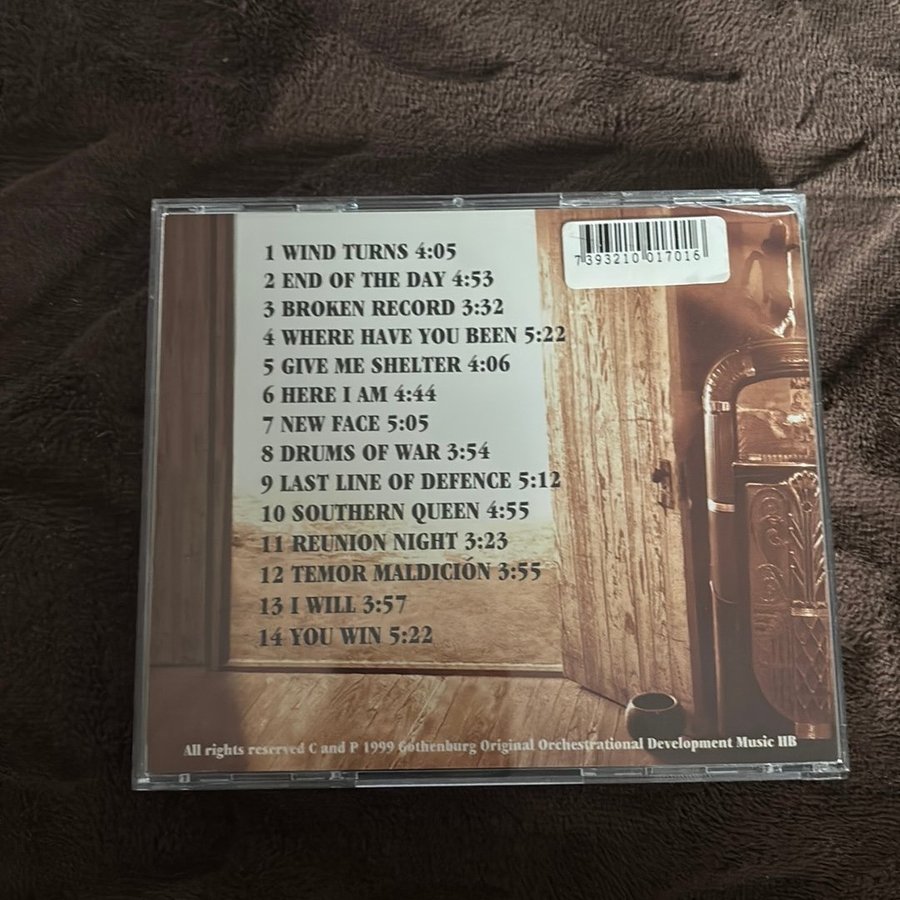 1 WIND TURNS 4:05
2 END OF THE DAY 4:53
3 BROKEN RECORD 3:32
4 WHERE HAVE YOU BEEN 5:22
5 GIVE ME SHELTER 4:06
6 HERE I AM 4:44
7 NEW FACE 5:05
8 DRUMS OF WAR 3:54
9 LAST LINE OF DEFENCE 5:12
10 SOUTHERN QUEEN 4:55
11 REUNION NIGHT 3:23
12 TEMOR MALDICIÓN 3:55
13 I WILL 3:57
14 YOU WIN 5:22
7 393210 017016
All rights reserved C and P 1999 Gothenburg Original Orchestrational Development Music HB